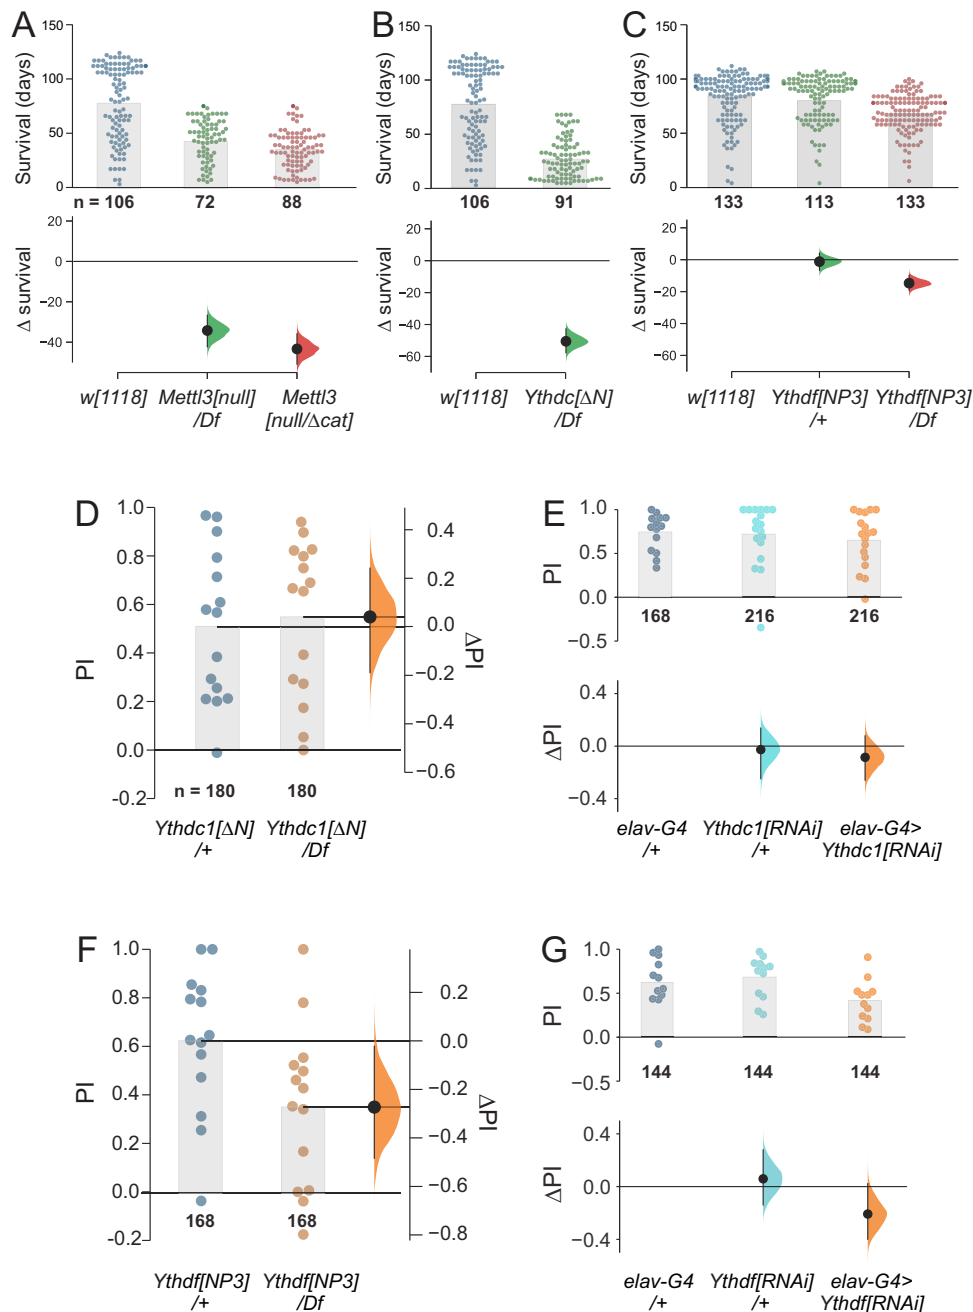 A
B
C
150
100
50
0
Survival (days)
n = 106
72
88
150
100
50
0
Survival (days)
106
91
150
100
50
0
Survival (days)
133
113
133
20
0
−20
−40
Δ survival
w[1118]
Mettl3[null]
/Df
Mettl3
[null/Δcat]
20
0
−20
−40
−60
Δ survival
w[1118]
Ythdc[ΔN]
/Df
20
0
−20
−40
−60
Δ survival
w[1118]
Ythdf[NP3]
/+
Ythdf[NP3]
/Df
D
1.0
0.8
0.6
0.4
0.2
0.0
-0.2
PI
0.4
0.2
0.0
−0.2
−0.4
−0.6
ΔPI
n = 180
180
Ythdc1[ΔN]
/+
Ythdc1[ΔN]
/Df
E
1.0
0.5
0.0
−0.5
PI
168
216
216
0.4
0.0
−0.4
ΔPI
elav-G4
/+
Ythdc1[RNAi]
/+
elav-G4>
Ythdc1[RNAi]
F
1.0
0.8
0.6
0.4
0.2
0.0
-0.2
PI
0.2
0.0
−0.2
−0.4
−0.6
−0.8
ΔPI
168
168
Ythdf[NP3]
/+
Ythdf[NP3]
/Df
G
1.0
0.5
0.0
−0.5
PI
144
144
144
0.4
0.0
−0.4
ΔPI
elav-G4
/+
Ythdf[RNAi]
/+
elav-G4>
Ythdf[RNAi]